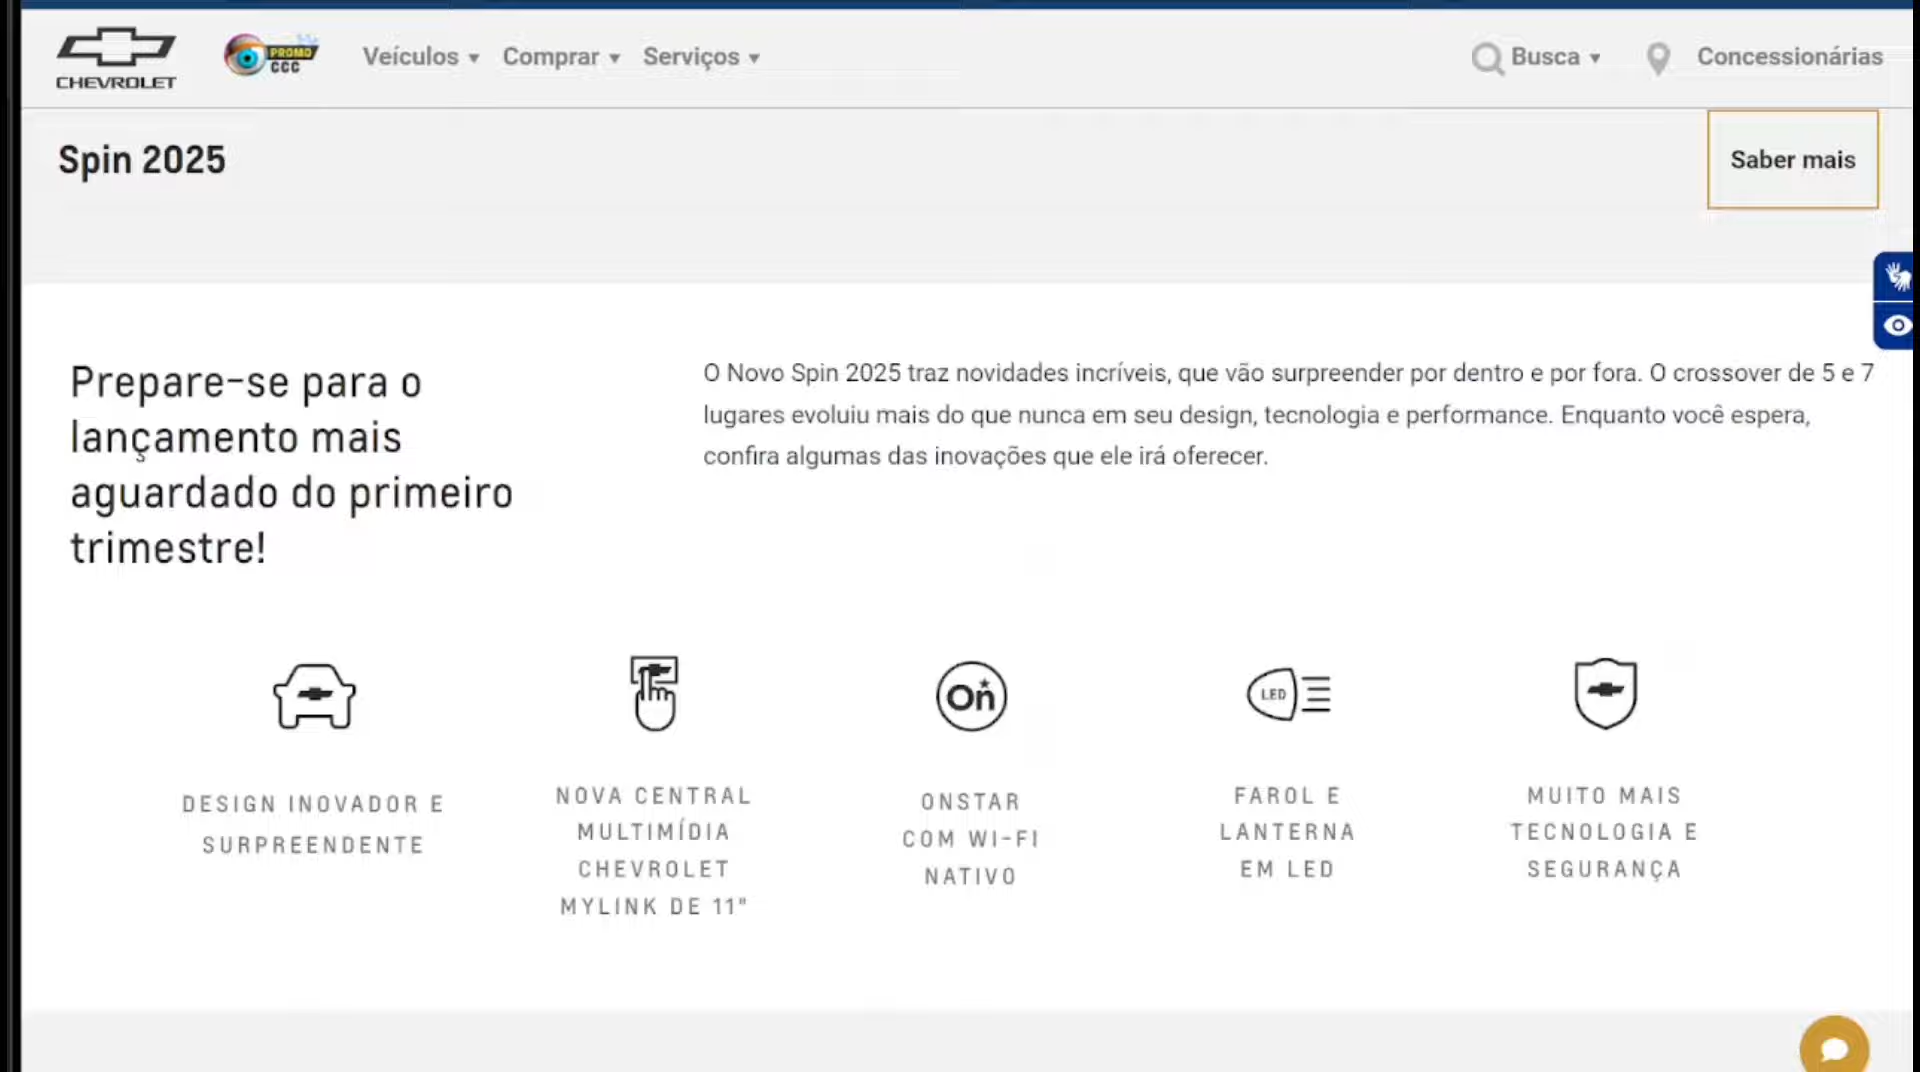 CHEVROLET
PROMO
CCC
Veículos
Comprar
Serviços
Busca
Concessionárias
Spin 2025
Saber mais
Prepare-se para o
lançamento mais
aguardado do primeiro
trimestre!
O Novo Spin 2025 traz novidades incríveis, que vão surpreender por dentro e por fora. O crossover de 5 e 7
lugares evoluiu mais do que nunca em seu design, tecnologia e performance. Enquanto você espera,
confira algumas das inovações que ele irá oferecer.
DESIGN INOVADOR E
SURPREENDENTE
NOVA CENTRAL
MULTIMÍDIA
CHEVROLET
MYLINK DE 11"
On
ONSTAR
COM WI-FI
NATIVO
LED
FAROL E
LANTERNA
EM LED
MUITO MAIS
TECNOLOGIA E
SEGURANÇA